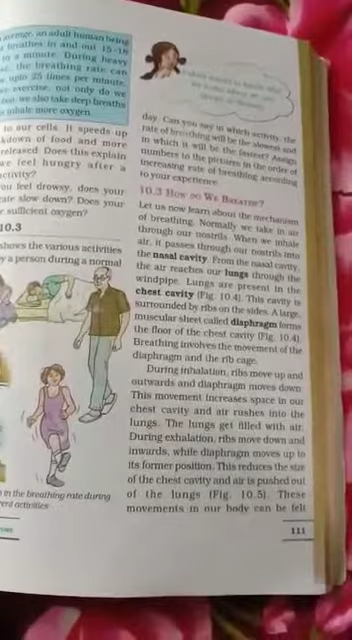 average, an adult human being
breathes in and out 15–18
in a minute. During heavy
the breathing rate can
upto 25 times per minute.
we exercise, not only do we
we also take deep breaths
inhale more oxygen.
to our cells. It speeds up
kdown of food and more
released. Does this explain
we feel hungry after a
ctivity?
you feel drowsy, does your
rate slow down? Does your
sufficient oxygen?
10.3
shows the various activities
y a person during a normal
in the breathing rate during
rent activities
day. Can you say in which activity, the
rate of breathing will be the slowest and
in which it will be the fastest? Assign
numbers to the pictures in the order of
increasing rate of breathing according
to your experience.
10.3 HOW DO WE BREATHE?
Let us now learn about the mechanism
of breathing. Normally we take in air
through our nostrils. When we inhale
air, it passes through our nostrils into
the nasal cavity. From the nasal cavity,
the air reaches our lungs through the
windpipe. Lungs are present in the
chest cavity (Fig. 10.4). This cavity is
surrounded by ribs on the sides. A large,
muscular sheet called diaphragm forms
the floor of the chest cavity (Fig. 10.4).
Breathing involves the movement of the
diaphragm and the rib cage.
During inhalation, ribs move up and
outwards and diaphragm moves down.
This movement increases space in our
chest cavity and air rushes into the
lungs. The lungs get filled with air.
During exhalation, ribs move down and
inwards, while diaphragm moves up to
its former position. This reduces the size
of the chest cavity and air is pushed out
of the lungs (Fig. 10.5). These
movements in our body can be felt
111